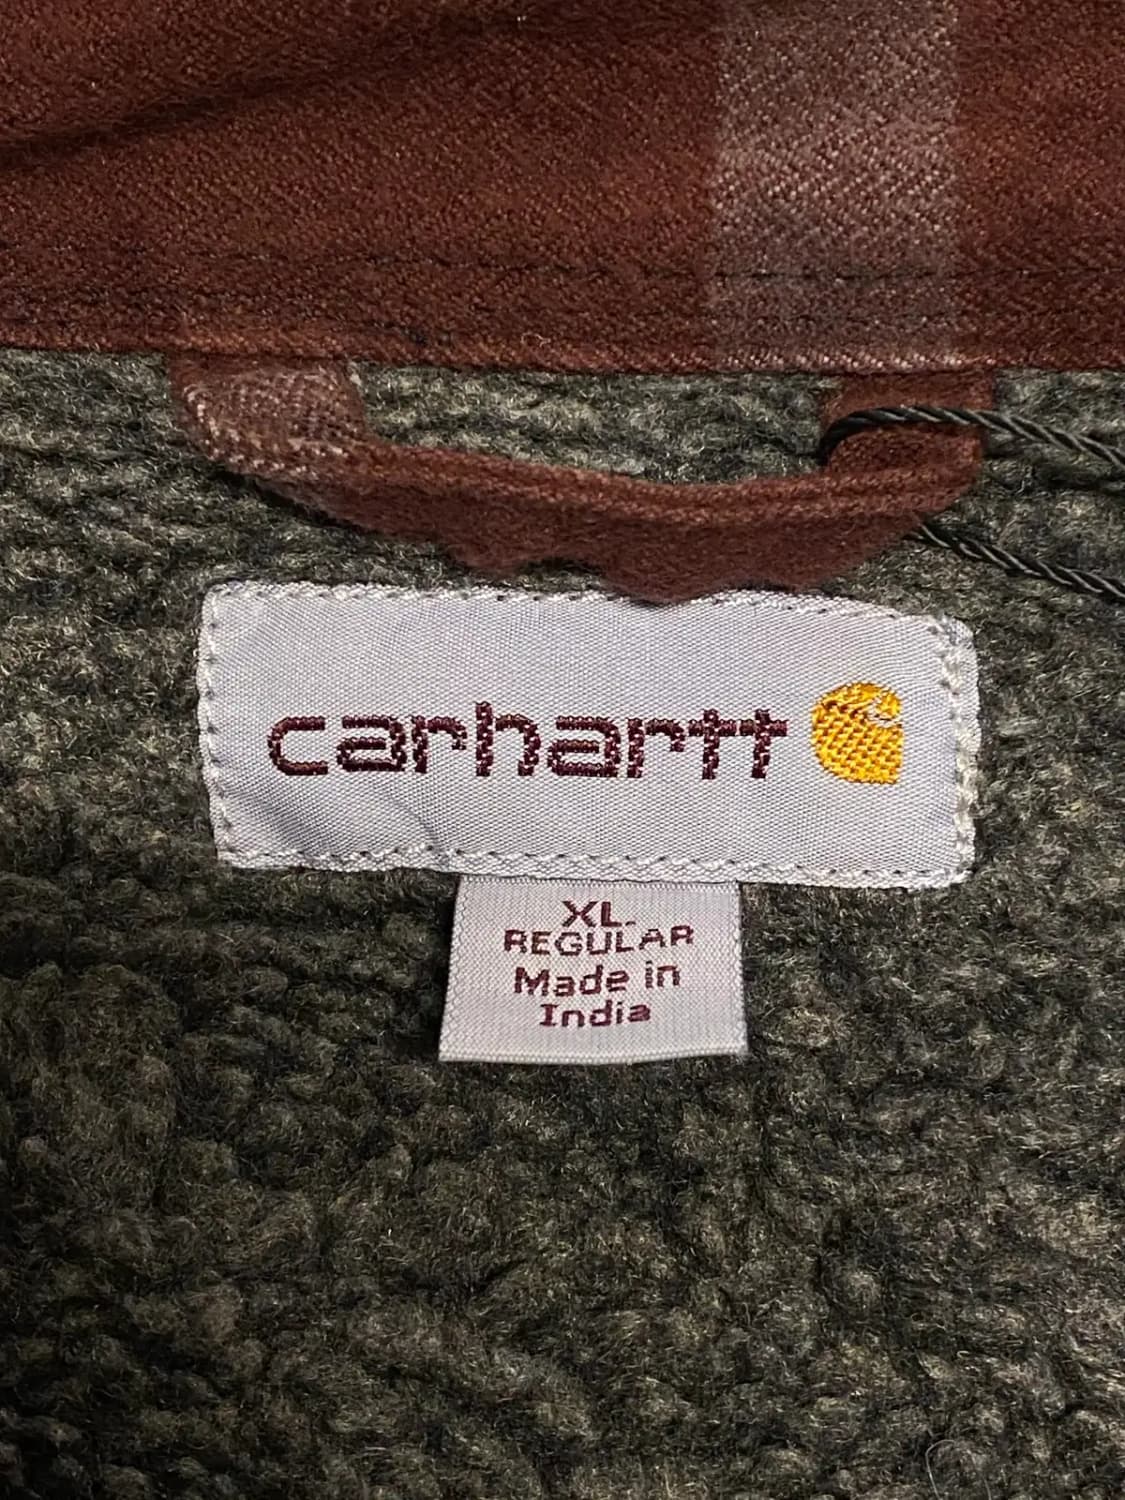 carhartt
XL
REGULAR
Made in
India